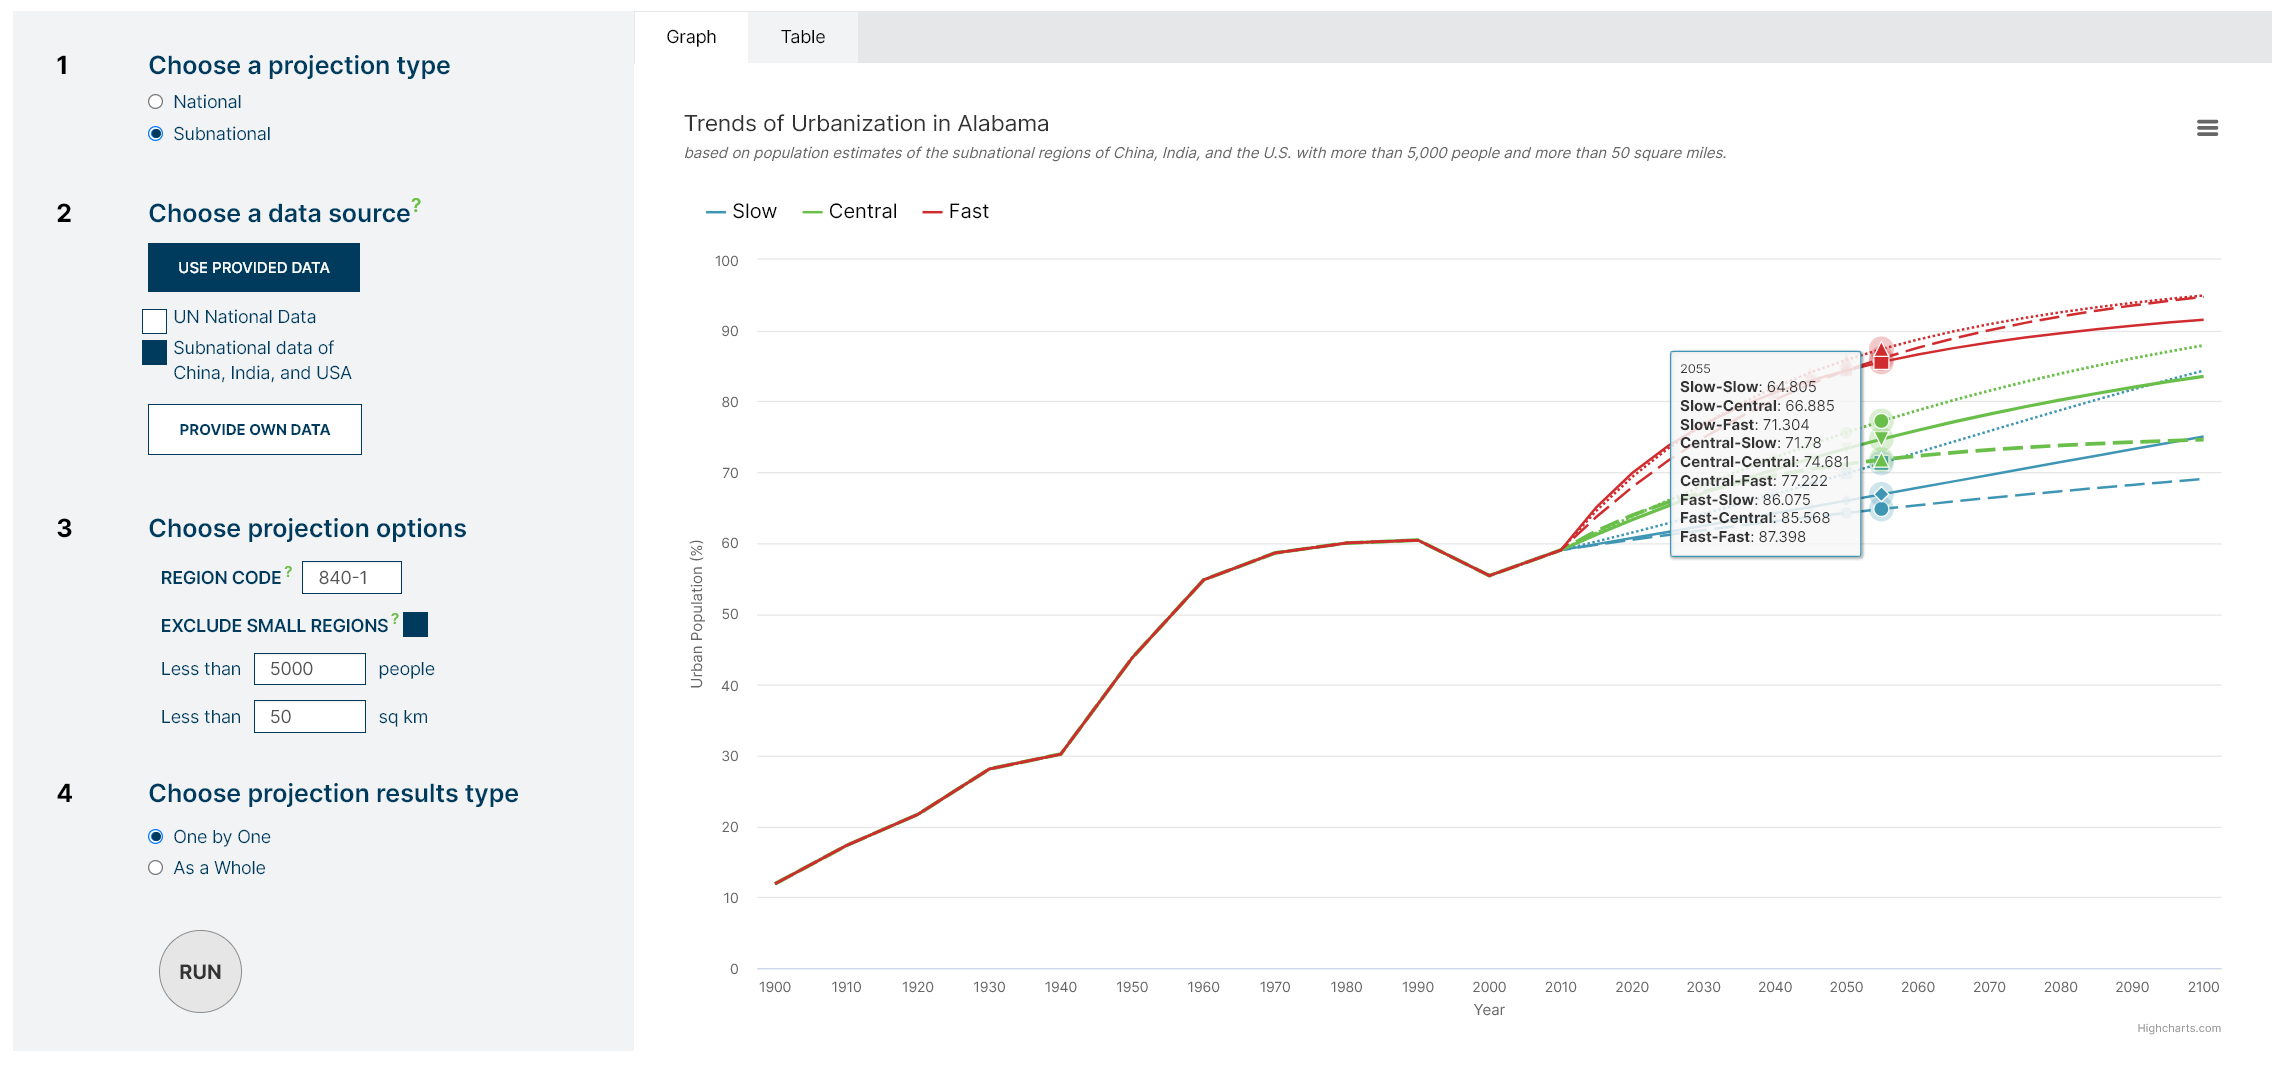 1
Choose a projection type
National
Subnational
2
Choose a data source?
USE PROVIDED DATA
UN National Data
Subnational data of
China, India, and USA
PROVIDE OWN DATA
3
Choose projection options
REGION CODE? 840-1
EXCLUDE SMALL REGIONS?
Less than 5000 people
Less than 50 sq km
4
Choose projection results type
One by One
As a Whole
RUN
Graph Table
Trends of Urbanization in Alabama
based on population estimates of the subnational regions of China, India, and the U.S. with more than 5,000 people and more than 50 square miles.
Slow Central Fast
100
90
80
70
60
50
40
30
20
10
0
Urban Population (%)
2055
Slow-Slow: 64.805
Slow-Central: 66.885
Slow-Fast: 71.304
Central-Slow: 71.78
Central-Central: 74.681
Central-Fast: 77.222
Fast-Slow: 86.075
Fast-Central: 85.568
Fast-Fast: 87.398
1900 1910 1920 1930 1940 1950 1960 1970 1980 1990 2000 2010 2020 2030 2040 2050 2060 2070 2080 2090 2100
Year
Highcharts.com